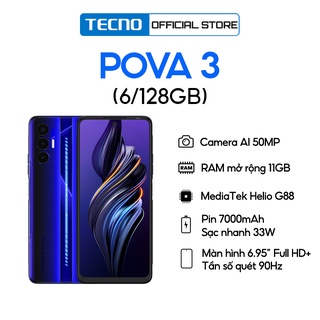 TECNO OFFICIAL STORE
POVA 3
(6/128GB)
Camera AI 50MP
RAM
RAM mở rộng 11GB
MediaTek Helio G88
Pin 7000mAh
Sạc nhanh 33W
Màn hình 6.95" Full HD+
Tần số quét 90Hz